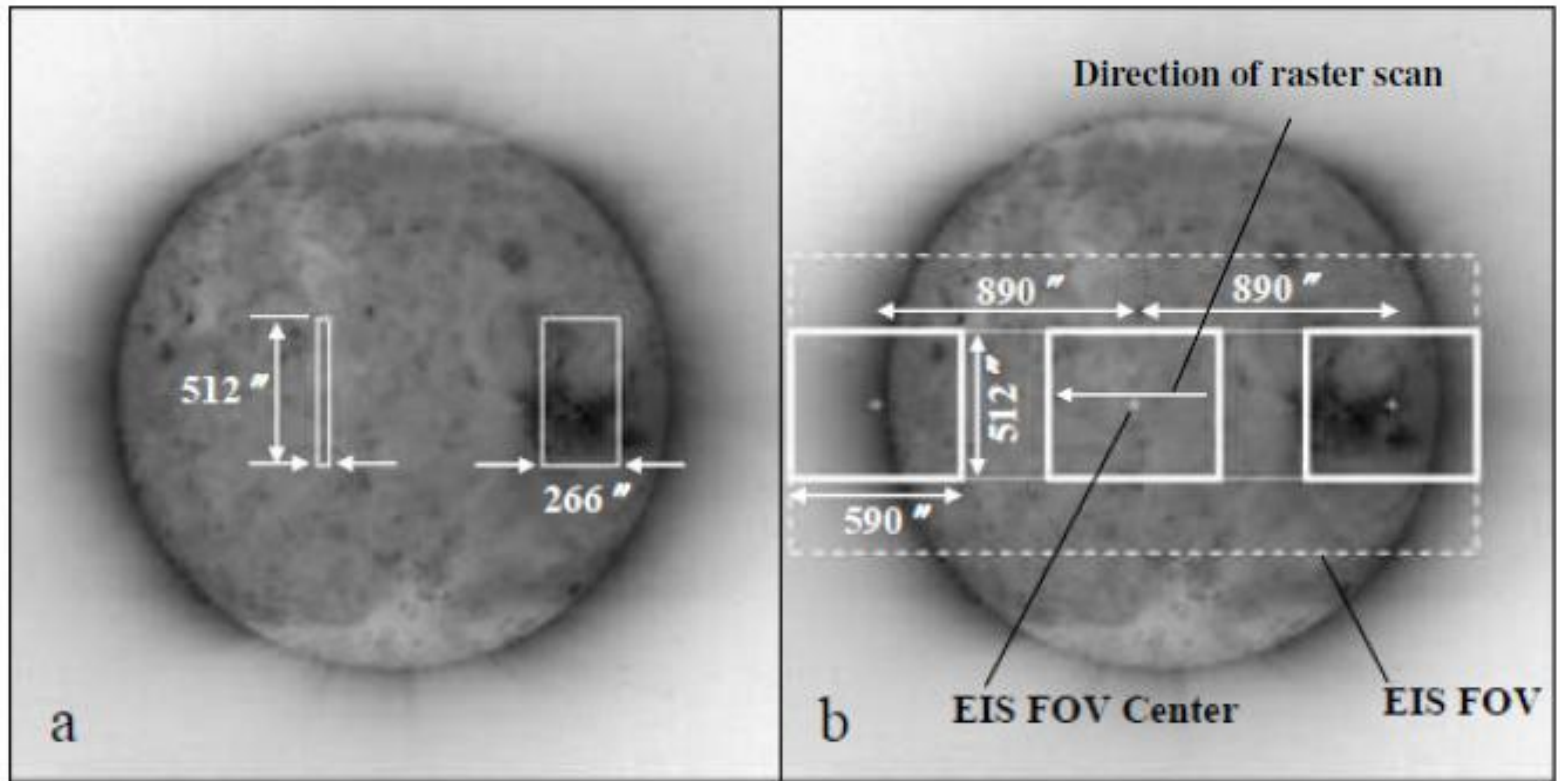 512 ″
266 ″
a
Direction of raster scan
890 ″
890 ″
512 ″
590 ″
EIS FOV Center
EIS FOV
b